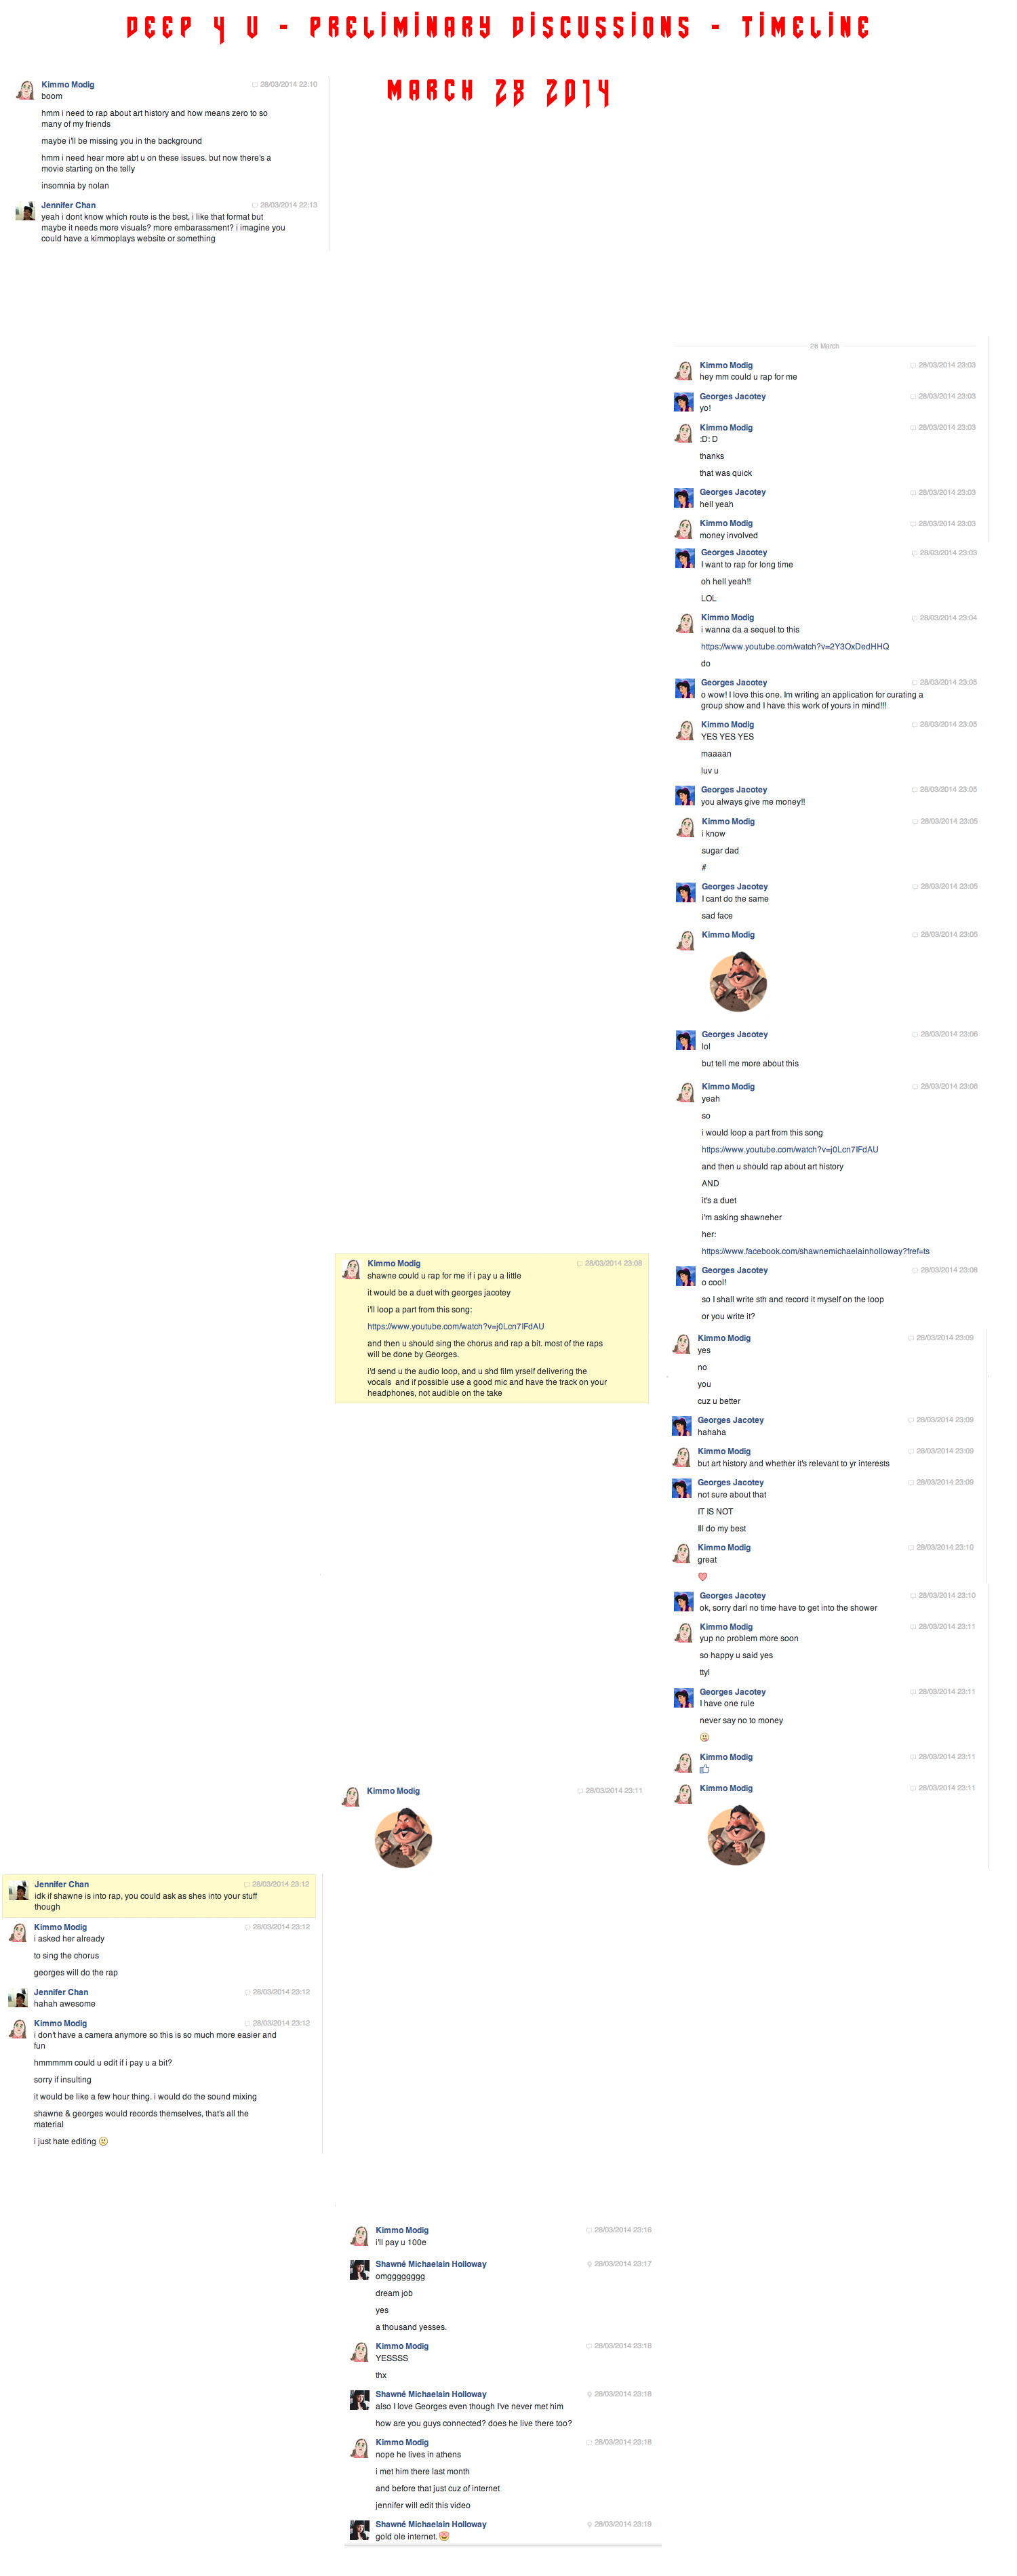 DEEP 4 U - PRELIMINARY DISCUSSIONS - TIMELINE
MARCH 28 2014
Kimmo Modig 28/03/2014 22:10
boom
hmm i need to rap about art history and how means zero to so
many of my friends
maybe i'll be missing you in the background
hmm i need hear more abt u on these issues. but now there's a
movie starting on the telly
insomnia by nolan
Jennifer Chan 28/03/2014 22:13
yeah i dont know which route is the best, i like that format but
maybe it needs more visuals? more embarassment? i imagine you
could have a kimmoplays website or something
28 March
Kimmo Modig 28/03/2014 23:03
hey mm could u rap for me
Georges Jacotey 28/03/2014 23:03
yo!
Kimmo Modig 28/03/2014 23:03
:D: D
thanks
that was quick
Georges Jacotey 28/03/2014 23:03
hell yeah
Kimmo Modig 28/03/2014 23:03
money involved
Georges Jacotey 28/03/2014 23:03
I want to rap for long time
oh hell yeah!!
LOL
Kimmo Modig 28/03/2014 23:04
i wanna da a sequel to this
https://www.youtube.com/watch?v=2Y3OxDedHHQ
do
Georges Jacotey 28/03/2014 23:05
o wow! I love this one. Im writing an application for curating a
group show and I have this work of yours in mind!!!
Kimmo Modig 28/03/2014 23:05
YES YES YES
maaaan
luv u
Georges Jacotey 28/03/2014 23:05
you always give me money!!
Kimmo Modig 28/03/2014 23:05
i know
sugar dad
#
Georges Jacotey 28/03/2014 23:05
I cant do the same
sad face
Kimmo Modig 28/03/2014 23:05
Georges Jacotey 28/03/2014 23:06
lol
but tell me more about this
Kimmo Modig 28/03/2014 23:06
yeah
so
i would loop a part from this song
https://www.youtube.com/watch?v=j0Lcn7IFdAU
and then u should rap about art history
AND
it's a duet
i'm asking shawneher
her:
https://www.facebook.com/shawnemichaelainholloway?fref=ts
Kimmo Modig 28/03/2014 23:08
shawne could u rap for me if i pay u a little
it would be a duet with georges jacotey
i'll loop a part from this song:
https://www.youtube.com/watch?v=j0Lcn7IFdAU
and then u should sing the chorus and rap a bit. most of the raps
will be done by Georges.
i'd send u the audio loop, and u shd film yrself delivering the
vocals and if possible use a good mic and have the track on your
headphones, not audible on the take
Georges Jacotey 28/03/2014 23:08
o cool!
so I shall write sth and record it myself on the loop
or you write it?
Kimmo Modig 28/03/2014 23:09
yes
no
you
cuz u better
Georges Jacotey 28/03/2014 23:09
hahaha
Kimmo Modig 28/03/2014 23:09
but art history and whether it's relevant to yr interests
Georges Jacotey 28/03/2014 23:09
not sure about that
IT IS NOT
Ill do my best
Kimmo Modig 28/03/2014 23:10
great
Georges Jacotey 28/03/2014 23:10
ok, sorry darl no time have to get into the shower
Kimmo Modig 28/03/2014 23:11
yup no problem more soon
so happy u said yes
ttyl
Georges Jacotey 28/03/2014 23:11
I have one rule
never say no to money
Kimmo Modig 28/03/2014 23:11
Kimmo Modig 28/03/2014 23:11
Kimmo Modig 28/03/2014 23:11
Jennifer Chan 28/03/2014 23:12
idk if shawne is into rap, you could ask as shes into your stuff
though
Kimmo Modig 28/03/2014 23:12
i asked her already
to sing the chorus
georges will do the rap
Jennifer Chan 28/03/2014 23:12
hahah awesome
Kimmo Modig 28/03/2014 23:12
i don't have a camera anymore so this is so much more easier and
fun
hmmmmm could u edit if i pay u a bit?
sorry if insulting
it would be like a few hour thing. i would do the sound mixing
shawne & georges would records themselves, that's all the
material
i just hate editing
Kimmo Modig 28/03/2014 23:16
i'll pay u 100e
Shawné Michaelain Holloway 28/03/2014 23:17
omgggggggg
dream job
yes
a thousand yesses.
Kimmo Modig 28/03/2014 23:18
YESSSS
thx
Shawné Michaelain Holloway 28/03/2014 23:18
also I love Georges even though I've never met him
how are you guys connected? does he live there too?
Kimmo Modig 28/03/2014 23:18
nope he lives in athens
i met him there last month
and before that just cuz of internet
jennifer will edit this video
Shawné Michaelain Holloway 28/03/2014 23:19
gold ole internet.